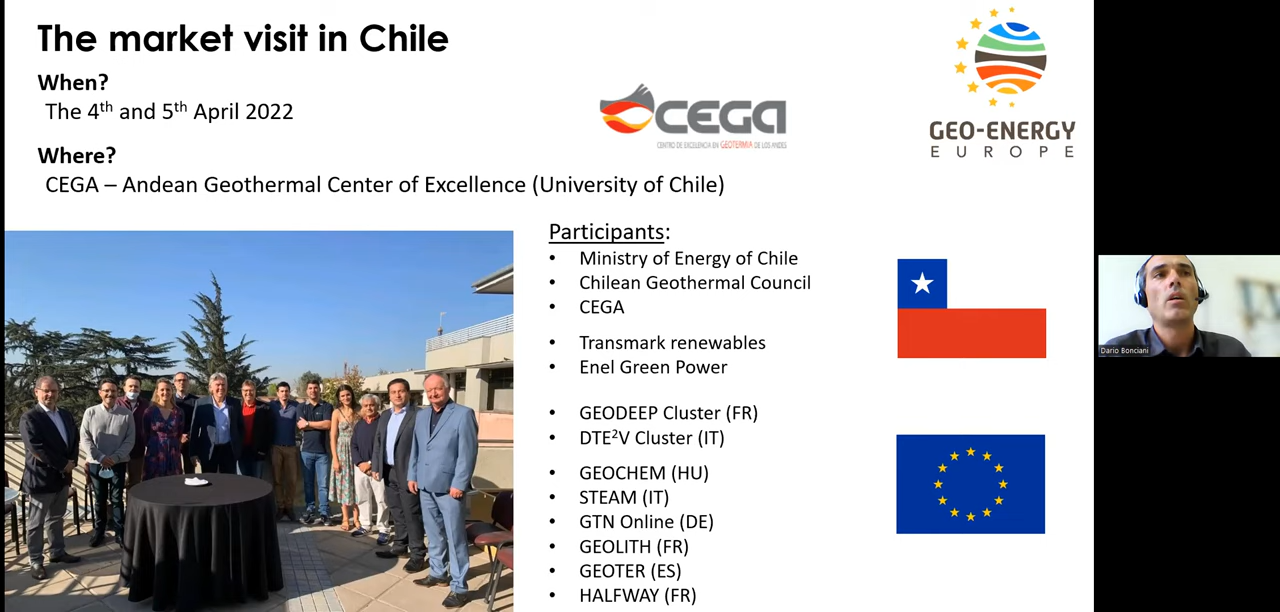 The market visit in Chile
When?
The 4th and 5th April 2022
CEGA
CENTRO DE EXCELENCIA EN GEOTERMIA DE LOS ANDES
GEO-ENERGY
EUROPE
Where?
CEGA – Andean Geothermal Center of Excellence (University of Chile)
Participants:
• Ministry of Energy of Chile
• Chilean Geothermal Council
• CEGA
• Transmark renewables
• Enel Green Power
• GEODEEP Cluster (FR)
• DTE²V Cluster (IT)
• GEOCHEM (HU)
• STEAM (IT)
• GTN Online (DE)
• GEOLITH (FR)
• GEOTER (ES)
• HALFWAY (FR)
Dario Bonciani